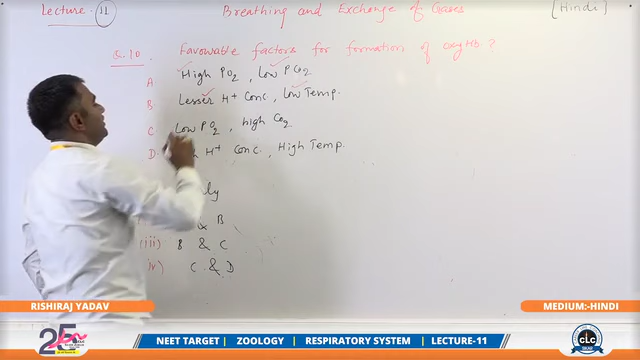 Lecture. 11 Breathing and Exchange of Gases [Hindi]
Q.10 Favourable factors for formation of oxyHb?
A High PO2, Low PCO2
B Lesser H+ Conc, Low Temp.
C. Low PO2, high CO2
D. H+ Conc., High Temp.
& B
(iii) B & C
iv) C & D
RISHIRAJ YADAV
MEDIUM:-HINDI
25
NEET TARGET | ZOOLOGY | RESPIRATORY SYSTEM | LECTURE-11
CLC